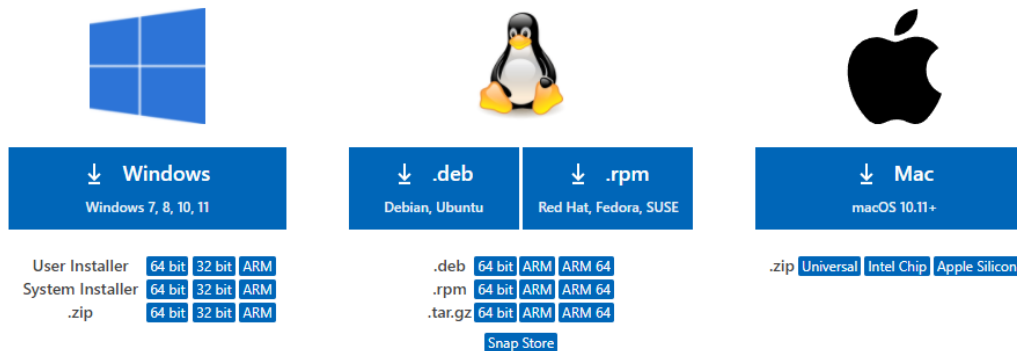 Windows
Windows 7, 8, 10, 11
User Installer 64 bit 32 bit ARM
System Installer 64 bit 32 bit ARM
.zip 64 bit 32 bit ARM
.deb
Debian, Ubuntu
.rpm
Red Hat, Fedora, SUSE
.deb 64 bit ARM ARM 64
.rpm 64 bit ARM ARM 64
.tar.gz 64 bit ARM ARM 64
Snap Store
Mac
macOS 10.11+
.zip Universal Intel Chip Apple Silicon